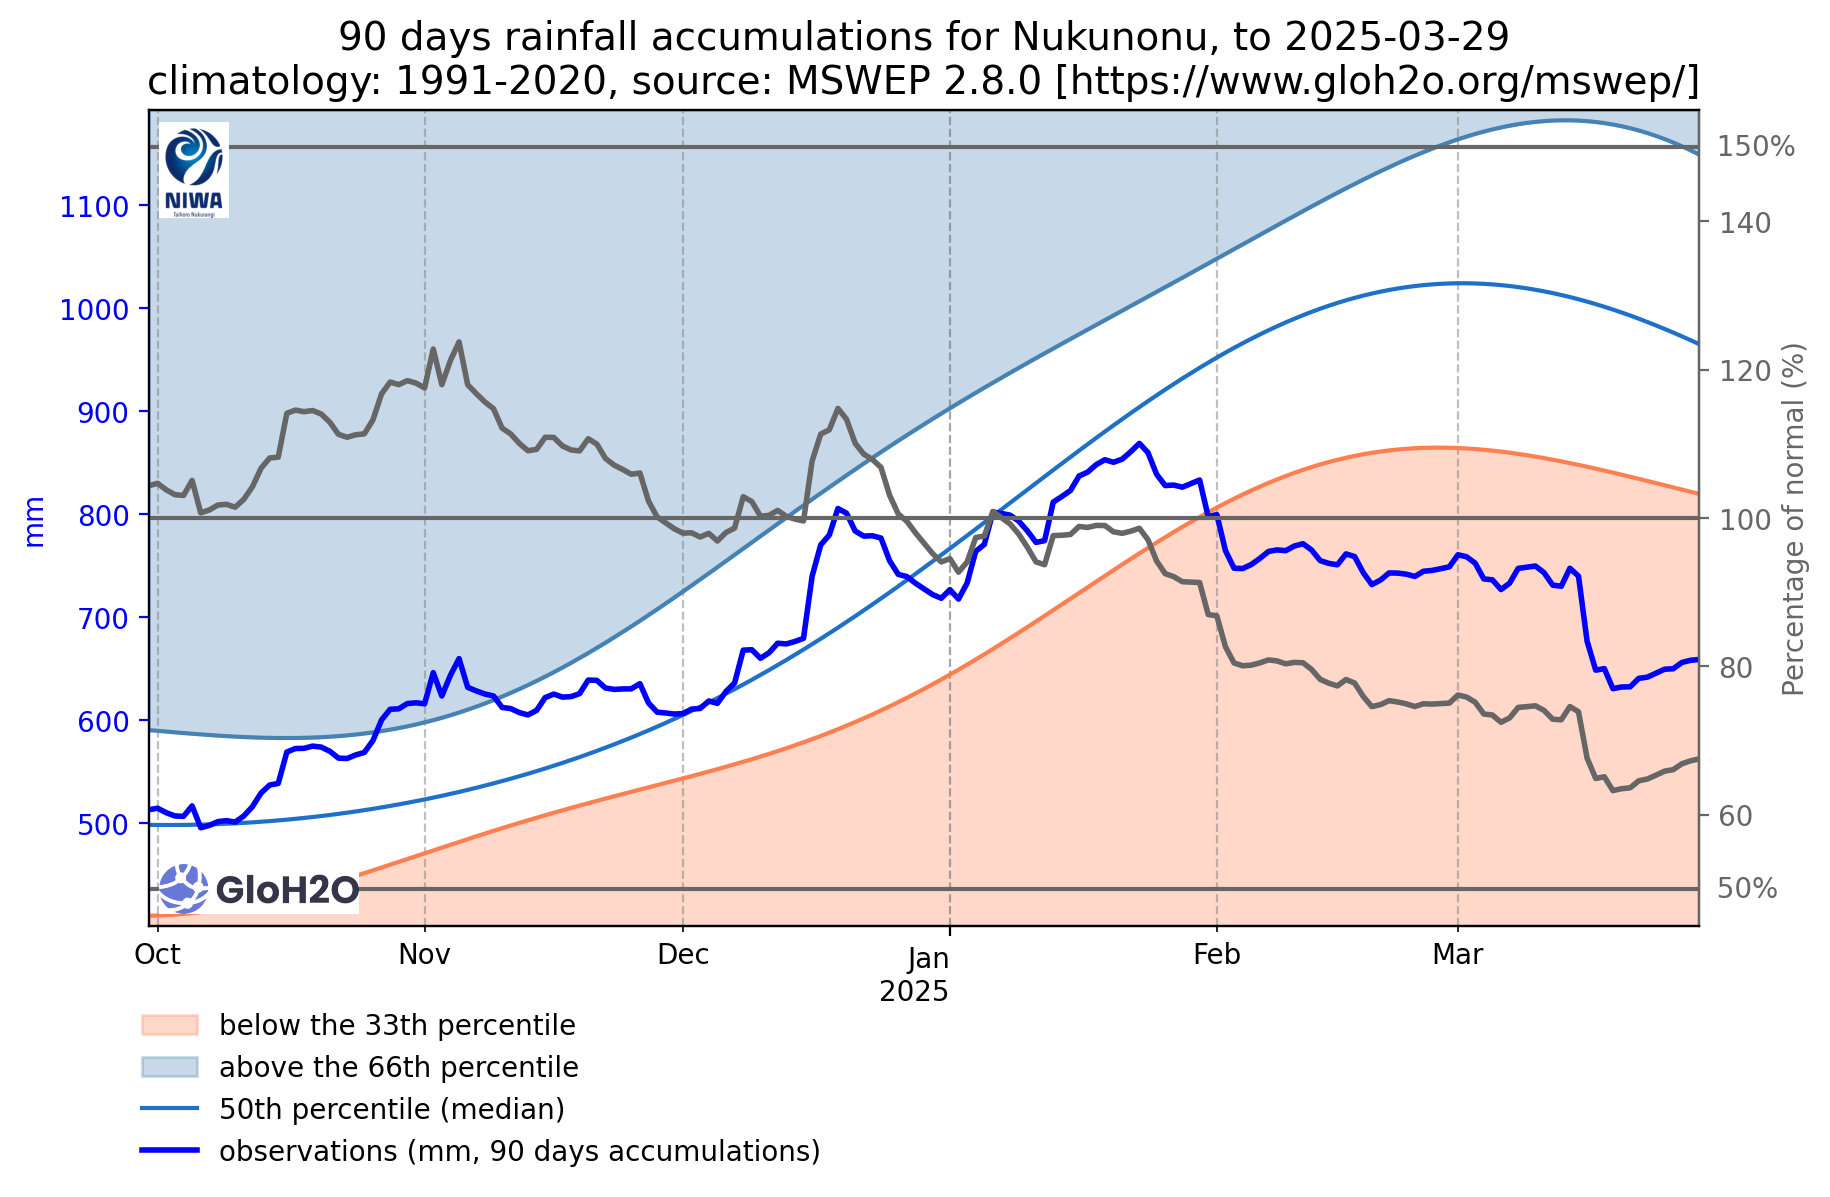 90 days rainfall accumulations for Nukunonu, to 2025-03-29
climatology: 1991-2020, source: MSWEP 2.8.0 [https://www.gloh2o.org/mswep/]
NIWA
Taihoro Nukurangi
1100
1000
900
800
700
600
500
mm
150%
140
120
100
80
60
50%
Percentage of normal (%)
GloH2O
Oct
Nov
Dec
Jan
2025
Feb
Mar
below the 33th percentile
above the 66th percentile
50th percentile (median)
observations (mm, 90 days accumulations)